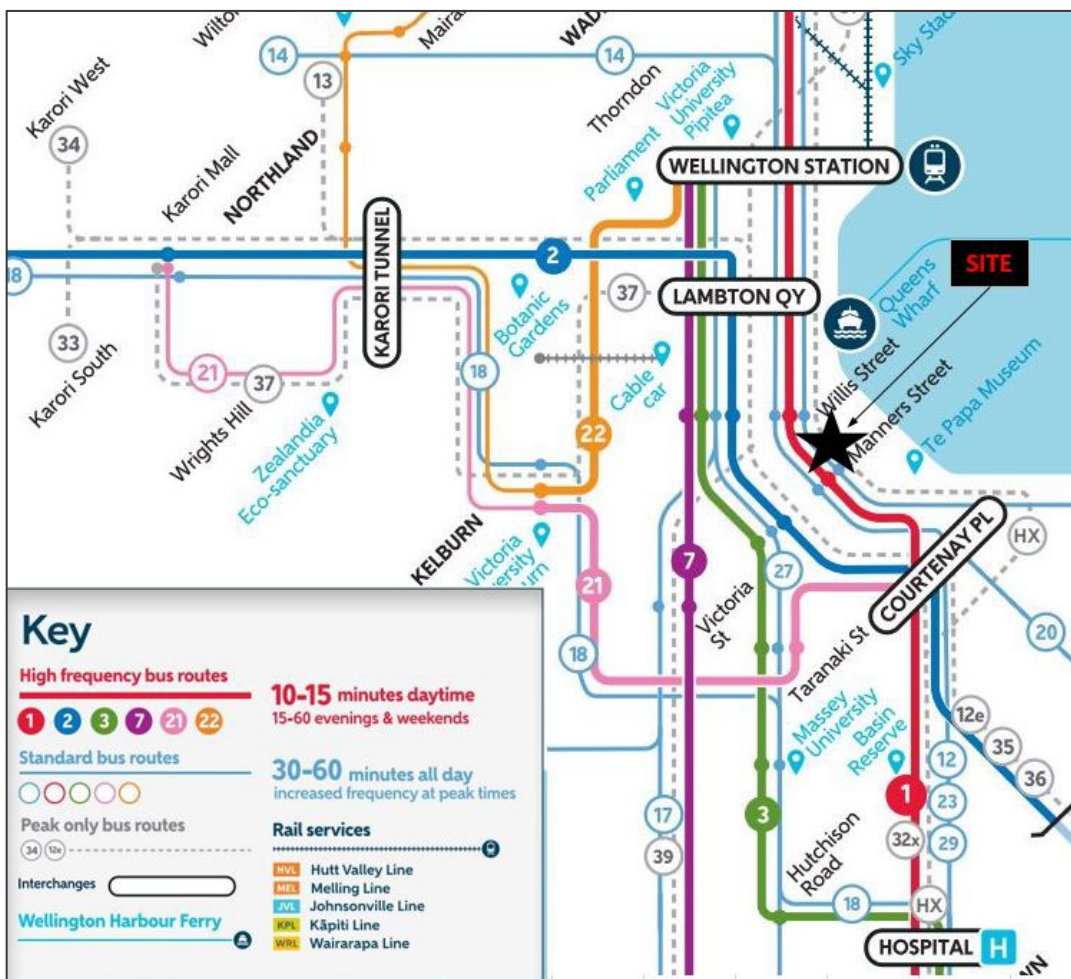 Karori West
34
Karori Mall
NORTHLAND
13
14
14
Thorndon
Victoria
University
Pipitea
Sky Stad
Parliament
WELLINGTON STATION
KARORI TUNNEL
2
18
33
Karori South
21
37
Wrights Hill
Zealandia
Eco-sanctuary
Botanic
Gardens
37
LAMBTON QY
Cable
car
18
22
SITE
Queens
Wharf
Willis Street
Manners Street
Te Papa Museum
KELBURN
Victoria
21
18
7
Victoria
St
27
COURTENAY PL
HX
20
Taranaki St
Massey
University
Basin
Reserve
12e
35
36
12
1
23
32x
29
3
17
39
Hutchison
Road
18
HX
HOSPITAL H
Key
High frequency bus routes
1 2 3 7 21 22
10-15 minutes daytime
15-60 evenings & weekends
Standard bus routes
30-60 minutes all day
increased frequency at peak times
Peak only bus routes
34 12e
Interchanges
Wellington Harbour Ferry
Rail services
HVL Hutt Valley Line
MEL Melling Line
JVL Johnsonville Line
KPL Kāpiti Line
WRL Wairarapa Line